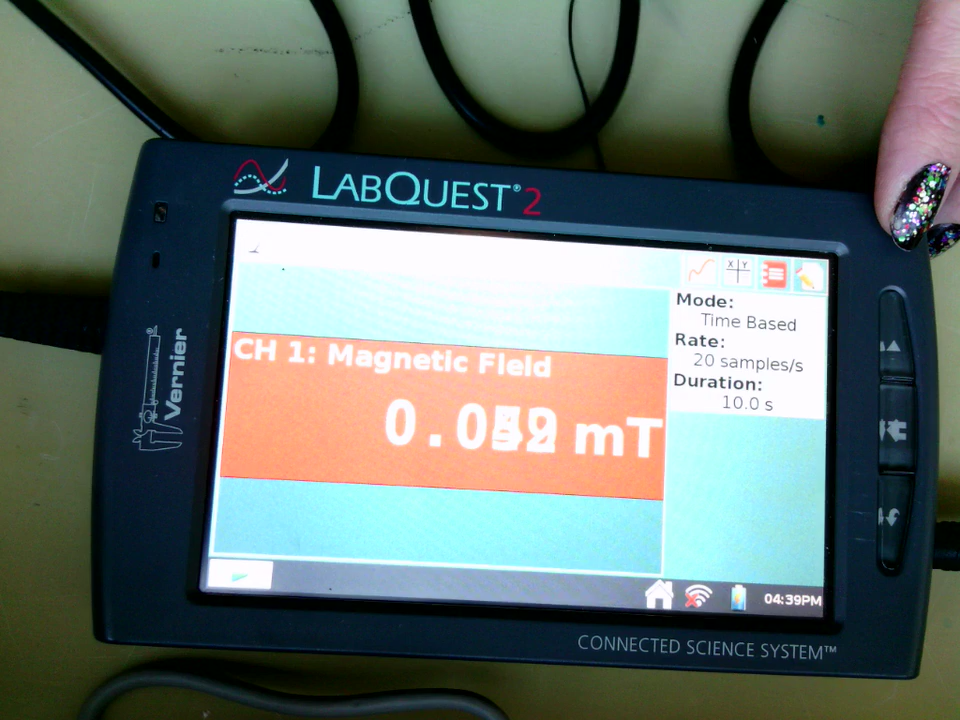 LABQUEST® 2
Vernier®
X Y
Mode:
Time Based
Rate:
20 samples/s
Duration:
10.0 s
CH 1: Magnetic Field
mT
04:39PM
CONNECTED SCIENCE SYSTEM™